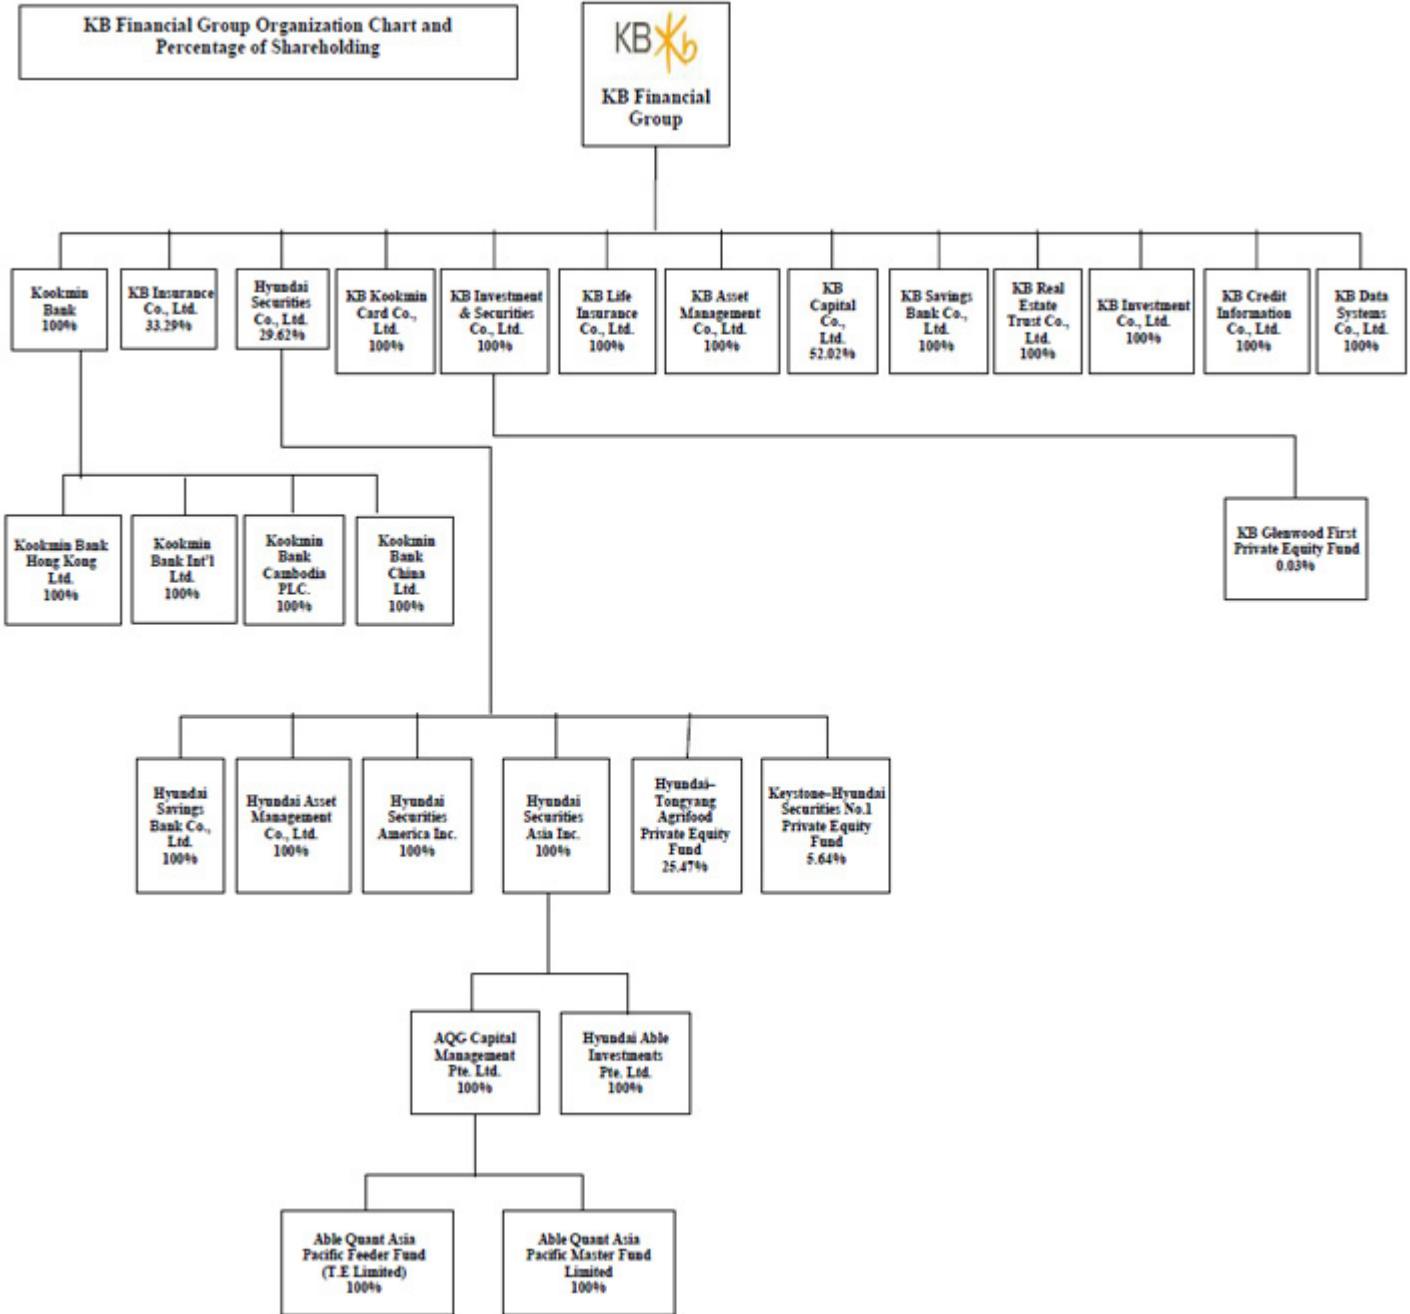 KB Financial Group Organization Chart and
Percentage of Shareholding
KB Kb
KB Financial
Group
Kookmin
Bank
100%
KB Insurance
Co., Ltd.
33.29%
Hyundai
Securities
Co., Ltd.
29.62%
KB Kookmin
Card Co.,
Ltd.
100%
KB Investment
& Securities
Co., Ltd.
100%
KB Life
Insurance
Co., Ltd.
100%
KB Asset
Management
Co., Ltd.
100%
KB
Capital
Co.,
Ltd.
52.02%
KB Savings
Bank Co.,
Ltd.
100%
KB Real
Estate
Trust Co.,
Ltd.
100%
KB Investment
Co., Ltd.
100%
KB Credit
Information
Co., Ltd.
100%
KB Data
Systems
Co., Ltd.
100%
Kookmin Bank
Hong Kong
Ltd.
100%
Kookmin
Bank Int'l
Ltd.
100%
Kookmin
Bank
Cambodia
PLC.
100%
Kookmin
Bank
China
Ltd.
100%
KB Glenwood First
Private Equity Fund
0.03%
Hyundai
Savings
Bank Co.,
Ltd.
100%
Hyundai Asset
Management
Co., Ltd.
100%
Hyundai
Securities
America Inc.
100%
Hyundai
Securities
Asia Inc.
100%
Hyundai–
Tongyang
Agrifood
Private Equity
Fund
25.47%
Keystone–Hyundai
Securities No.1
Private Equity
Fund
5.64%
AQG Capital
Management
Pte. Ltd.
100%
Hyundai Able
Investments
Pte. Ltd.
100%
Able Quant Asia
Pacific Feeder Fund
(T.E Limited)
100%
Able Quant Asia
Pacific Master Fund
Limited
100%